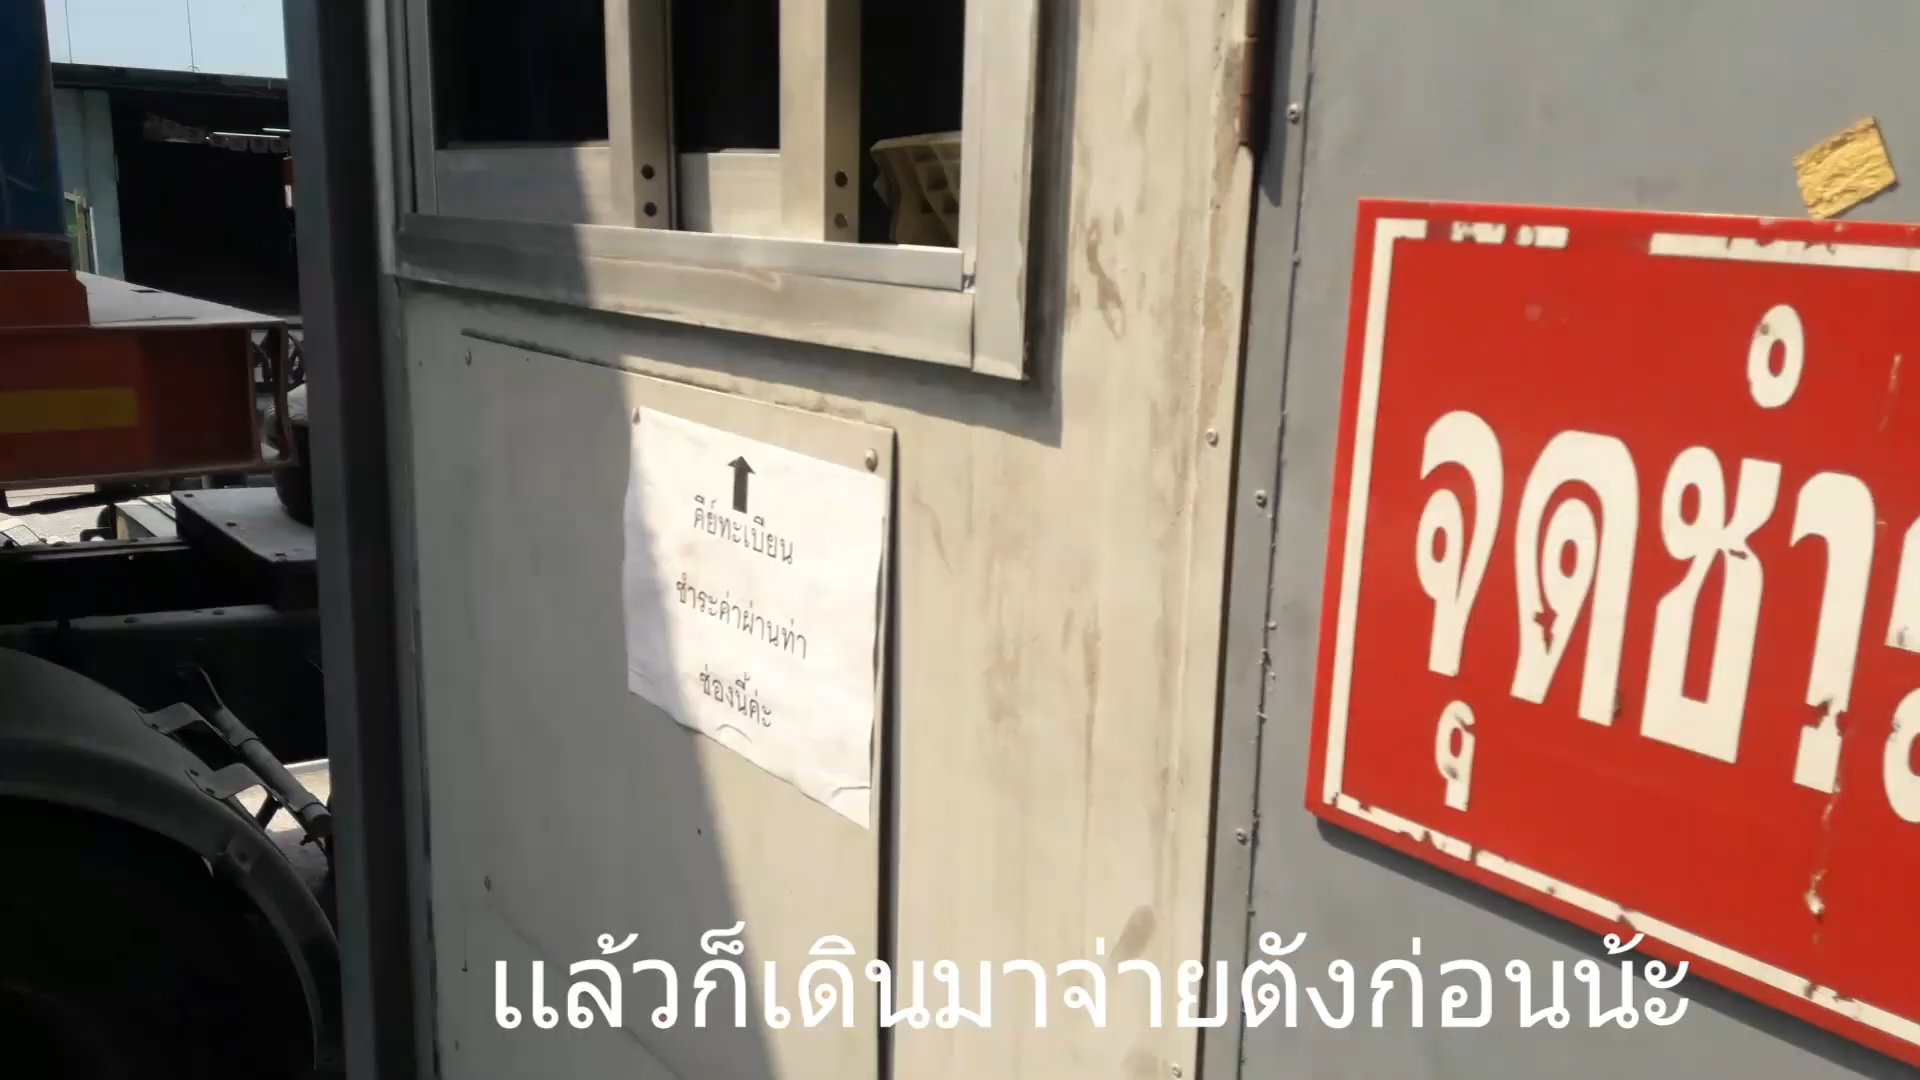 คีย์ทะเบียน
ชำระค่าผ่านท่า
ช่องนี้ค่ะ
จุดชำระ
แล้วก็เดินมาจ่ายตังก่อนน้ะ